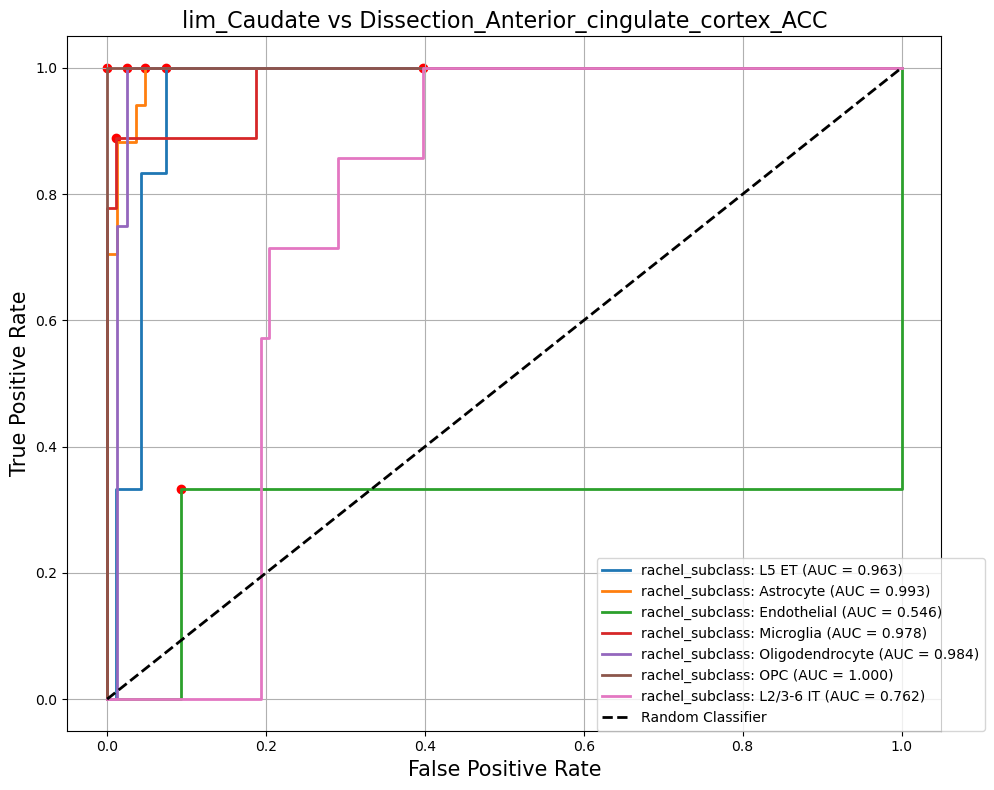 lim_Caudate vs Dissection_Anterior_cingulate_cortex_ACC
True Positive Rate
1.0
0.8
0.6
0.4
0.2
0.0
rachel_subclass: L5 ET (AUC = 0.963)
rachel_subclass: Astrocyte (AUC = 0.993)
rachel_subclass: Endothelial (AUC = 0.546)
rachel_subclass: Microglia (AUC = 0.978)
rachel_subclass: Oligodendrocyte (AUC = 0.984)
rachel_subclass: OPC (AUC = 1.000)
rachel_subclass: L2/3-6 IT (AUC = 0.762)
Random Classifier
0.0 0.2 0.4 0.6 0.8 1.0
False Positive Rate